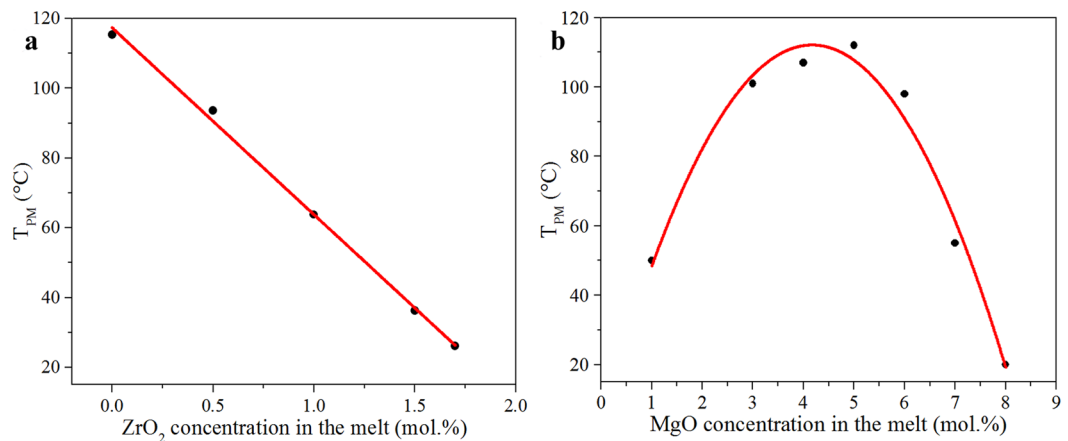 a
120
100
80
60
40
20
T_PM (°C)
0.0 0.5 1.0 1.5 2.0
ZrO₂ concentration in the melt (mol.%)
b
120
100
80
60
40
20
T_PM (°C)
0 1 2 3 4 5 6 7 8 9
MgO concentration in the melt (mol.%)